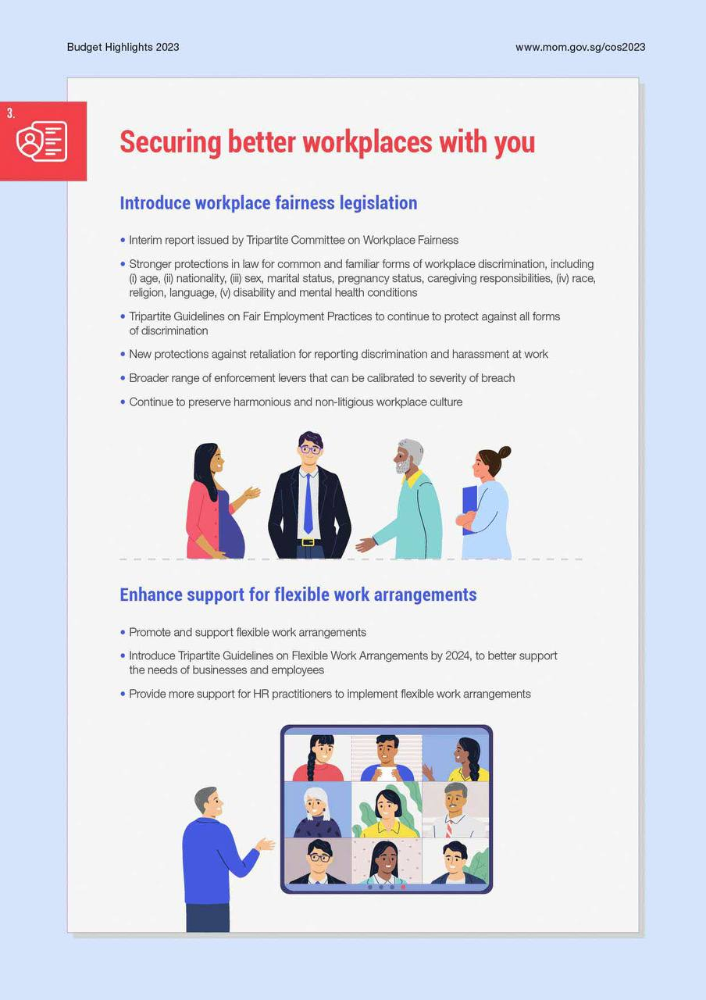 Budget Highlights 2023
www.mom.gov.sg/cos2023
3.
Securing better workplaces with you
Introduce workplace fairness legislation
• Interim report issued by Tripartite Committee on Workplace Fairness
• Stronger protections in law for common and familiar forms of workplace discrimination, including
(i) age, (ii) nationality, (iii) sex, marital status, pregnancy status, caregiving responsibilities, (iv) race,
religion, language, (v) disability and mental health conditions
• Tripartite Guidelines on Fair Employment Practices to continue to protect against all forms
of discrimination
• New protections against retaliation for reporting discrimination and harassment at work
• Broader range of enforcement levers that can be calibrated to severity of breach
• Continue to preserve harmonious and non-litigious workplace culture
Enhance support for flexible work arrangements
• Promote and support flexible work arrangements
• Introduce Tripartite Guidelines on Flexible Work Arrangements by 2024, to better support
the needs of businesses and employees
• Provide more support for HR practitioners to implement flexible work arrangements